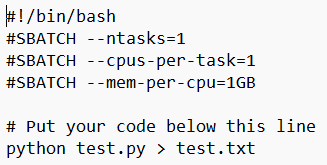 #!/bin/bash
#SBATCH --ntasks=1
#SBATCH --cpus-per-task=1
#SBATCH --mem-per-cpu=1GB

# Put your code below this line
python test.py > test.txt